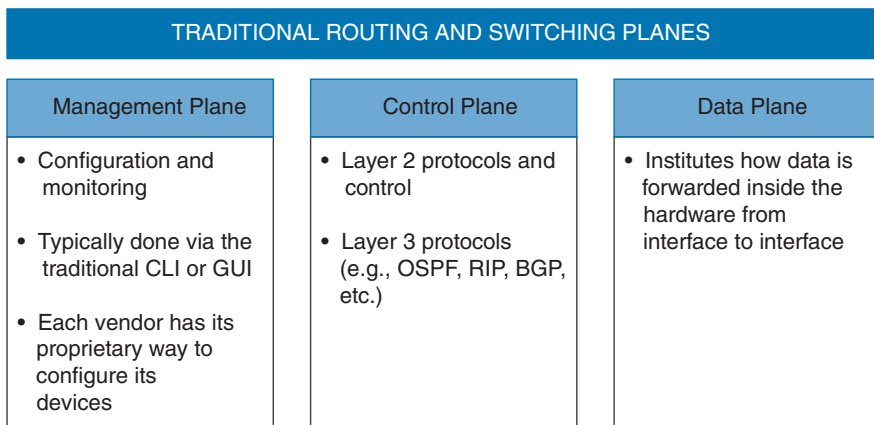 TRADITIONAL ROUTING AND SWITCHING PLANES
Management Plane
• Configuration and
monitoring
• Typically done via the
traditional CLI or GUI
• Each vendor has its
proprietary way to
configure its
devices
Control Plane
• Layer 2 protocols and
control
• Layer 3 protocols
(e.g., OSPF, RIP, BGP,
etc.)
Data Plane
• Institutes how data is
forwarded inside the
hardware from
interface to interface